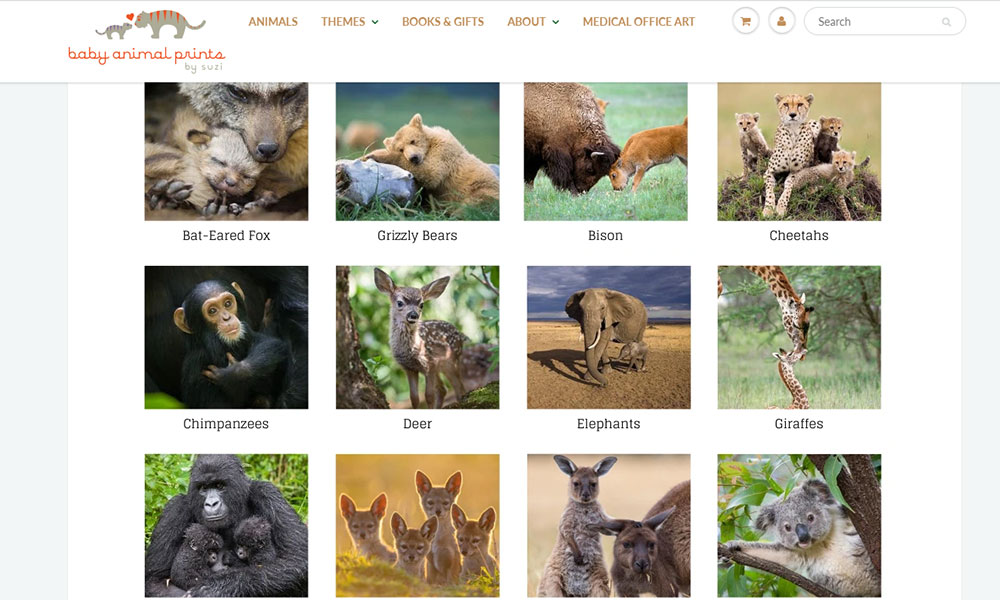 ANIMALS THEMES BOOKS & GIFTS ABOUT MEDICAL OFFICE ART Search
baby animal prints
by suzi
Bat-Eared Fox Grizzly Bears Bison Cheetahs
Chimpanzees Deer Elephants Giraffes